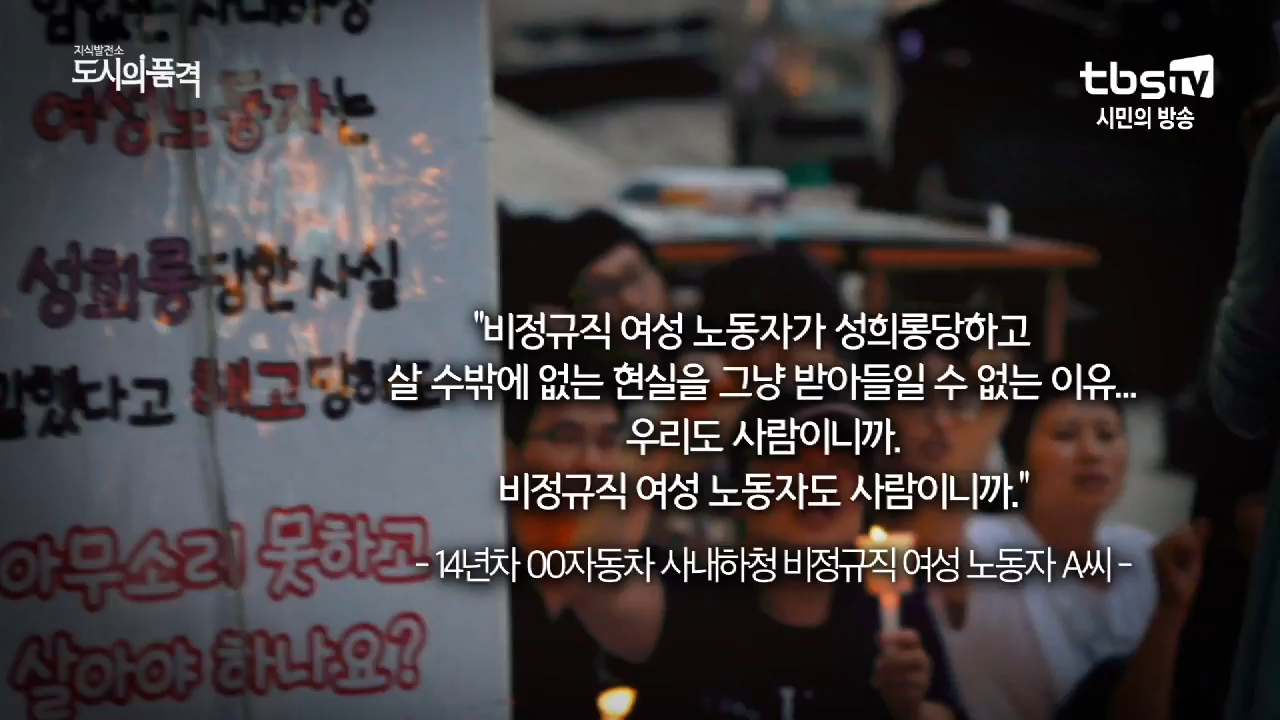 지식발전소
도시의품격
tbs TV
시민의 방송
여성노동자는
성희롱당한 사실
말했다고 해고당하고
아무소리 못하고
살아야 하나요?
"비정규직 여성 노동자가 성희롱당하고
살 수밖에 없는 현실을 그냥 받아들일 수 없는 이유...
우리도 사람이니까.
비정규직 여성 노동자도 사람이니까."
- 14년차 OO자동차 사내하청 비정규직 여성 노동자 A씨 -